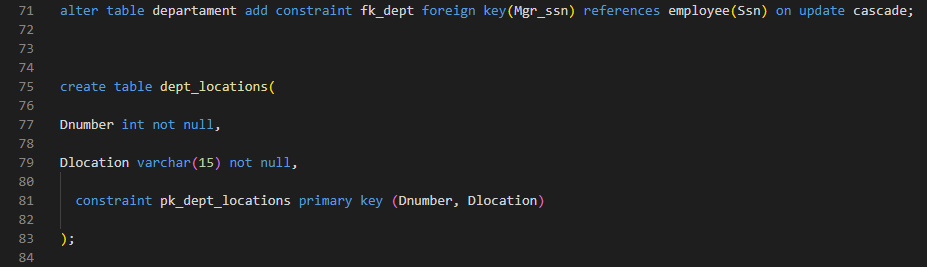 71 alter table departament add constraint fk_dept foreign key(Mgr_ssn) references employee(Ssn) on update cascade;
72
73
74
75 create table dept_locations(
76
77 Dnumber int not null,
78
79 Dlocation varchar(15) not null,
80
81 constraint pk_dept_locations primary key (Dnumber, Dlocation)
82
83 );
84